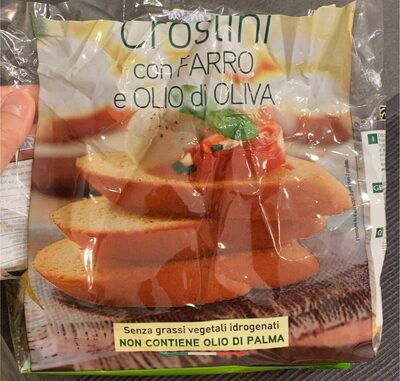 Crostini
con FARRO
e OLIO di OLIVA
Senza grassi vegetali idrogenati
NON CONTIENE OLIO DI PALMA